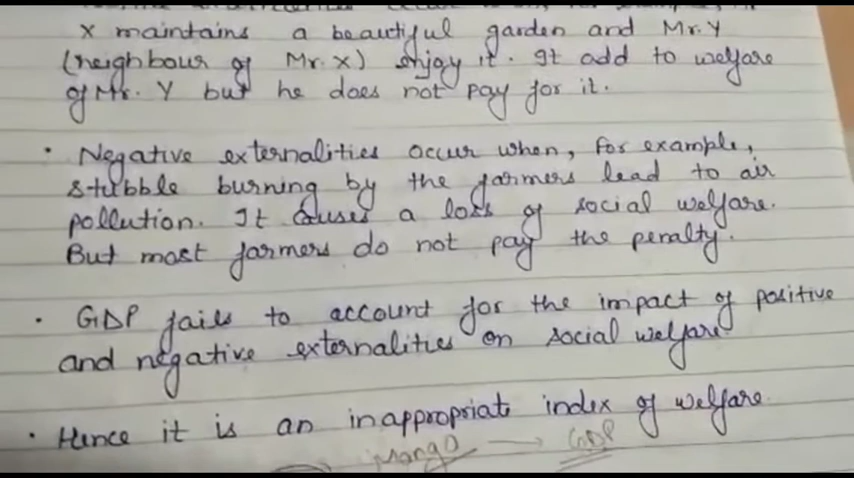 x maintains a beautiful garden and Mr. Y
(neighbour of Mr. X) enjoy it. It add to welfare
of Mr. Y but he does not pay for it.
• Negative externalities occur when, for example,
stubble burning by the farmers lead to air
pollution. It causes a loss of social welfare.
But most farmers do not pay the penalty.
• GDP fails to account for the impact of positive
and negative externalities on social welfare.
• Hence it is an inappropriate index of welfare.
Mango → GDP